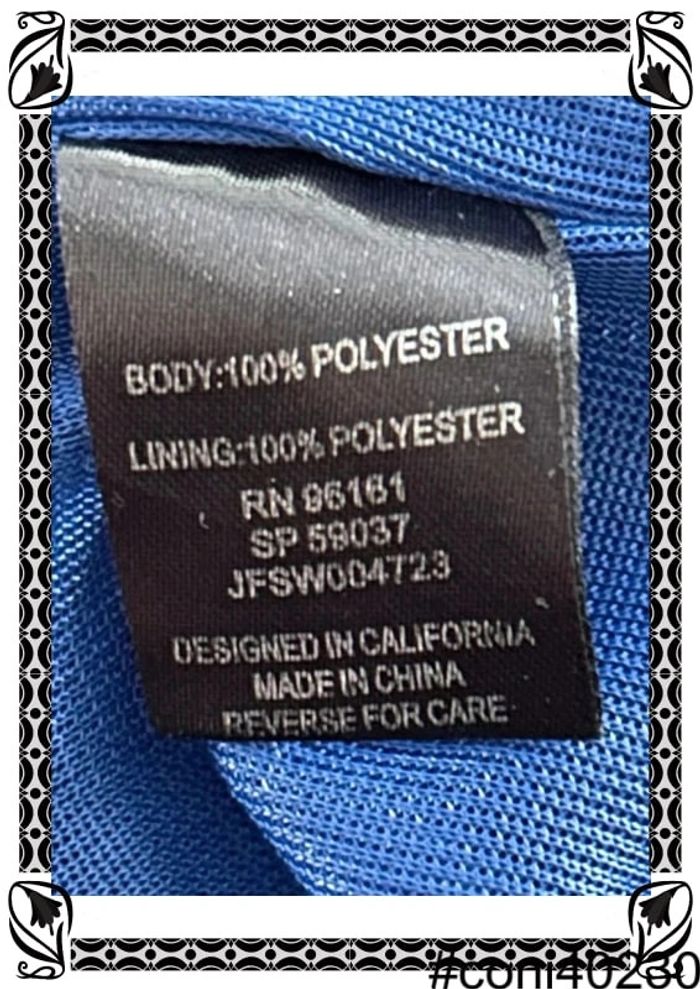 BODY:100% POLYESTER
LINING:100% POLYESTER
RN 96161
SP 59037
JFSW004723
DESIGNED IN CALIFORNIA
MADE IN CHINA
REVERSE FOR CARE
#coni40230